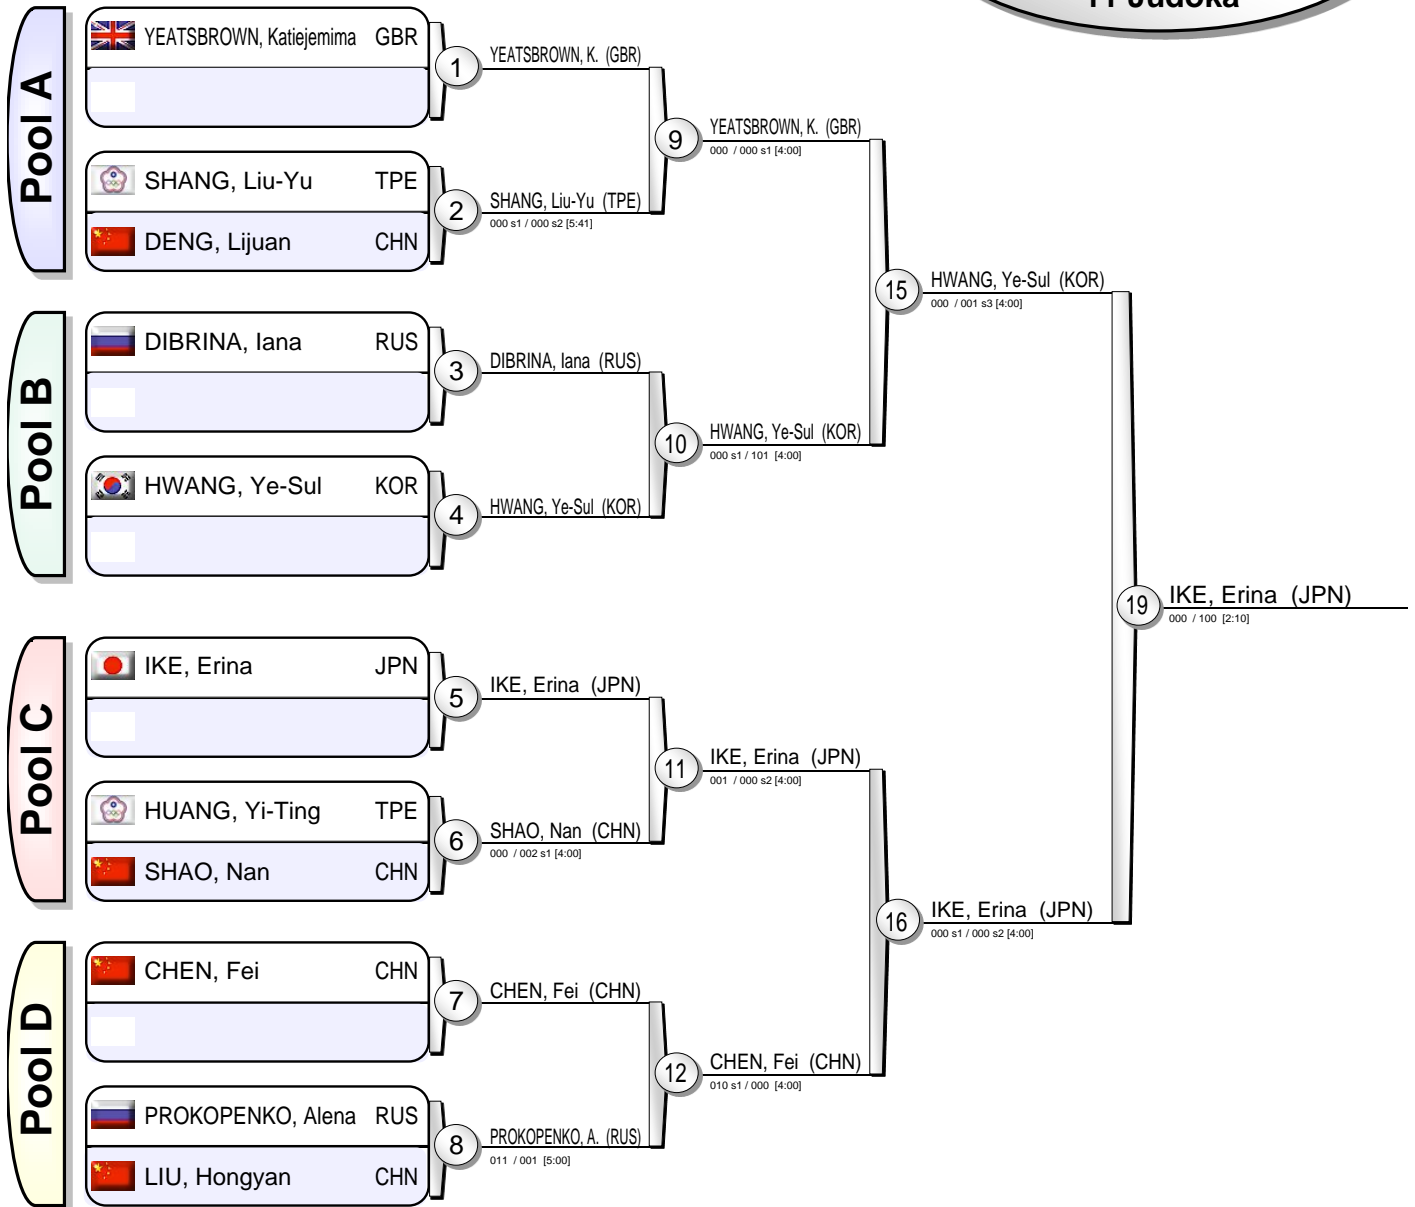 11 Judoka
Pool A
YEATSBROWN, Katiejemima GBR
1
YEATSBROWN, K. (GBR)
SHANG, Liu-Yu TPE
DENG, Lijuan CHN
2
SHANG, Liu-Yu (TPE)
000 s1 / 000 s2 [5:41]
9
YEATSBROWN, K. (GBR)
000 / 000 s1 [4:00]
Pool B
DIBRINA, Iana RUS
3
DIBRINA, Iana (RUS)
HWANG, Ye-Sul KOR
4
HWANG, Ye-Sul (KOR)
10
HWANG, Ye-Sul (KOR)
000 s1 / 101 [4:00]
15
HWANG, Ye-Sul (KOR)
000 / 001 s3 [4:00]
Pool C
IKE, Erina JPN
5
IKE, Erina (JPN)
HUANG, Yi-Ting TPE
SHAO, Nan CHN
6
SHAO, Nan (CHN)
000 / 002 s1 [4:00]
11
IKE, Erina (JPN)
001 / 000 s2 [4:00]
Pool D
CHEN, Fei CHN
7
CHEN, Fei (CHN)
PROKOPENKO, Alena RUS
LIU, Hongyan CHN
8
PROKOPENKO, A. (RUS)
011 / 001 [5:00]
12
CHEN, Fei (CHN)
010 s1 / 000 [4:00]
16
IKE, Erina (JPN)
000 s1 / 000 s2 [4:00]
19
IKE, Erina (JPN)
000 / 100 [2:10]